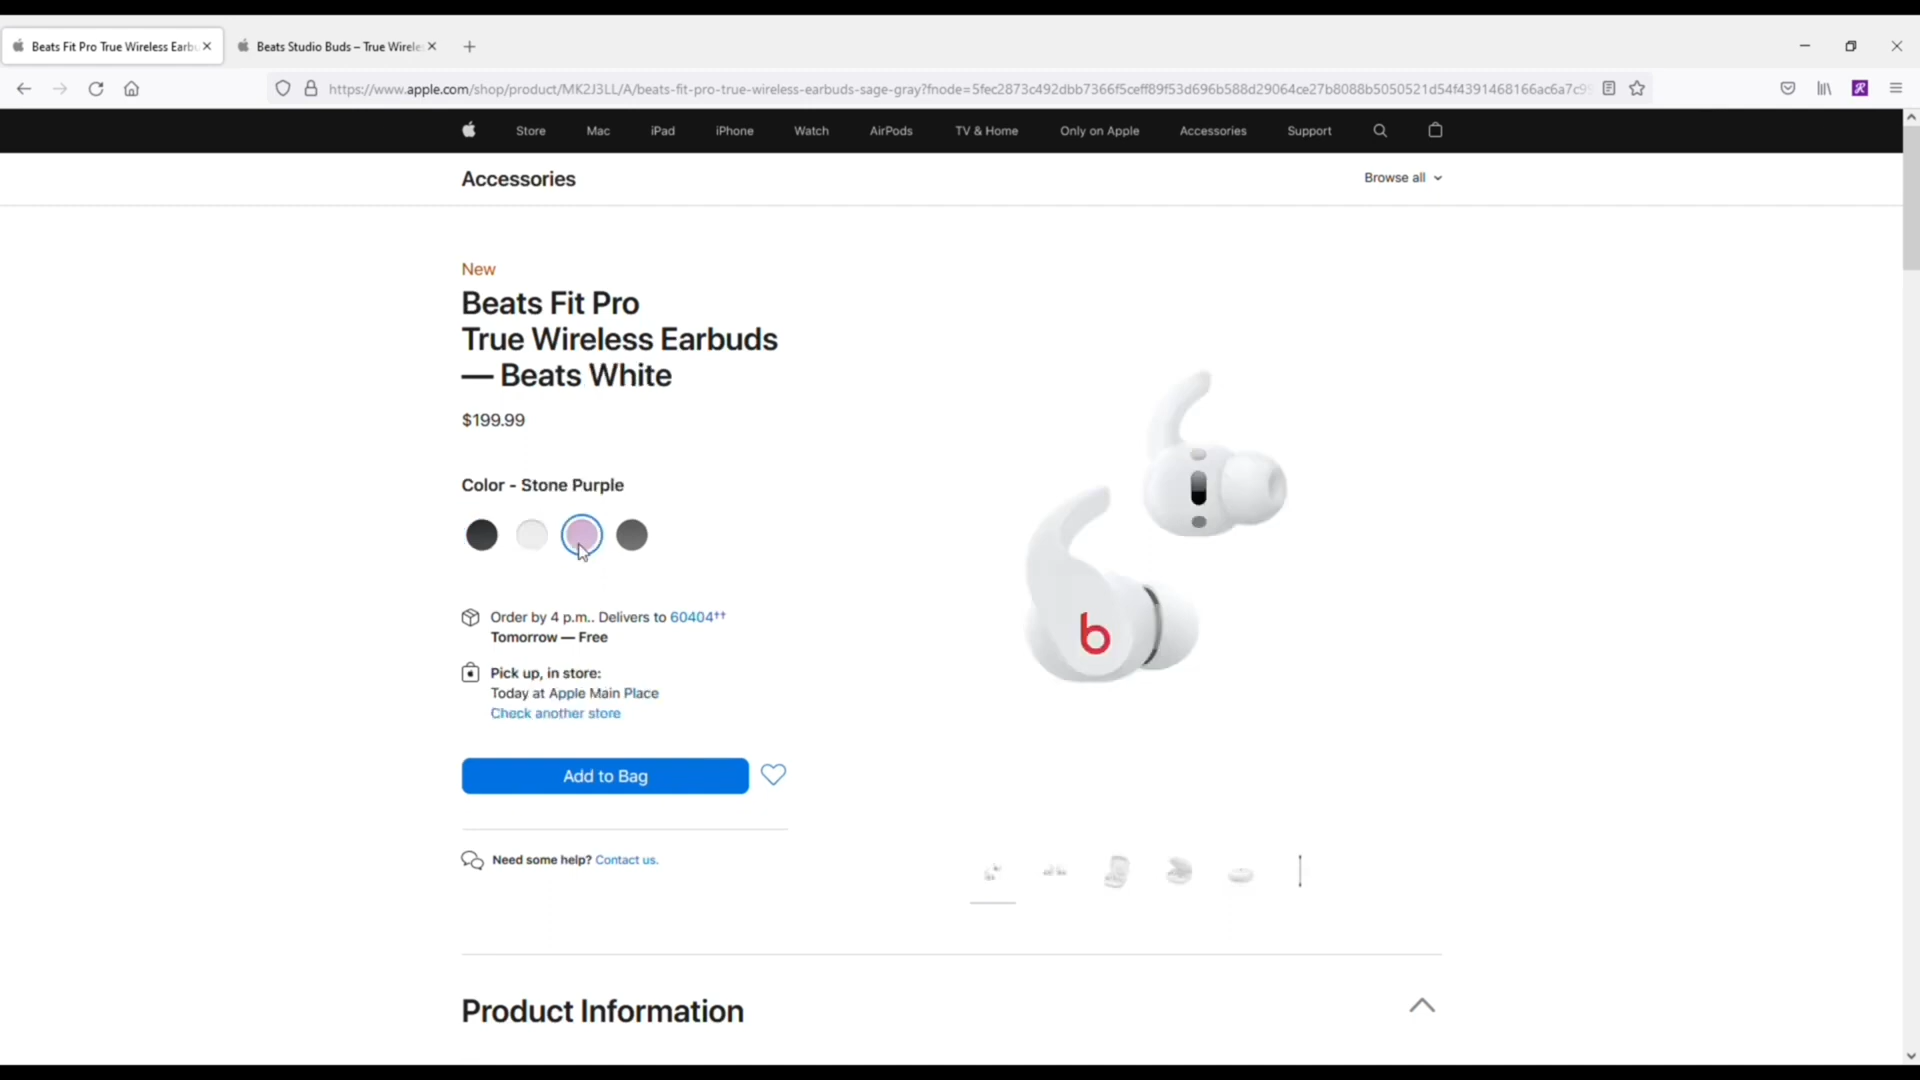 Beats Fit Pro True Wireless Earbu
Beats Studio Buds – True Wirele
https://www.apple.com/shop/product/MK2J3LL/A/beats-fit-pro-true-wireless-earbuds-sage-gray?fnode=5fec2873c492dbb7366f5ceff89f53d696b588d29064ce27b8088b5050521d54f4391468166ac6a7c95
Store Mac iPad iPhone Watch AirPods TV & Home Only on Apple Accessories Support
Accessories
Browse all
New
Beats Fit Pro
True Wireless Earbuds
— Beats White
$199.99
Color - Stone Purple
Order by 4 p.m.. Delivers to 60404††
Tomorrow — Free
Pick up, in store:
Today at Apple Main Place
Check another store
Add to Bag
Need some help? Contact us.
b
Product Information